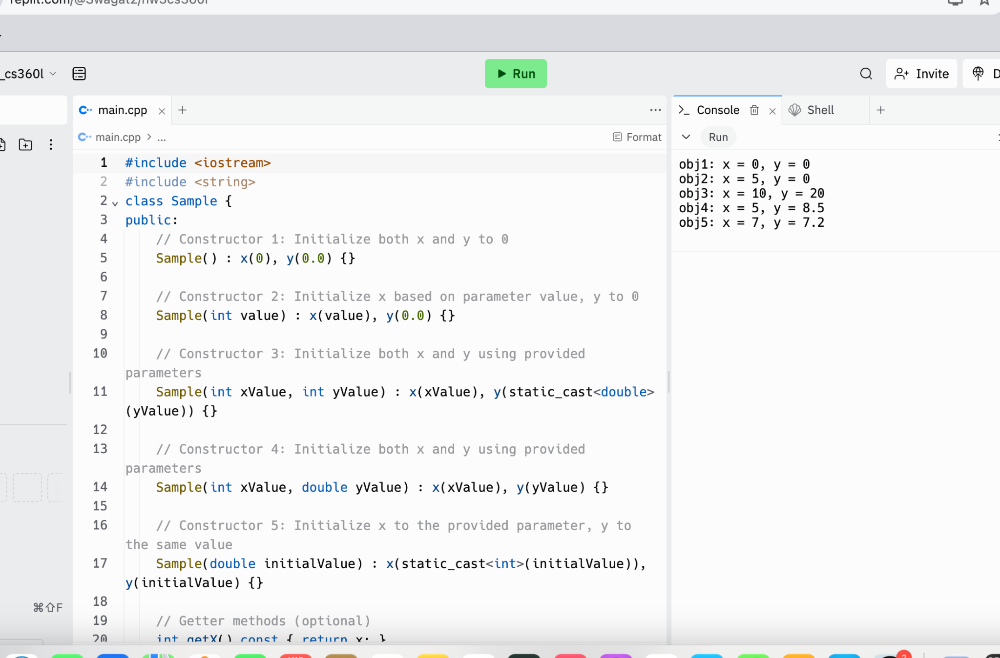 _cs360l
Run
Invite
D
main.cpp
Console
Shell
main.cpp > ...
Format
Run
1 #include <iostream>
2 #include <string>
2 class Sample {
3 public:
4 // Constructor 1: Initialize both x and y to 0
5 Sample() : x(0), y(0.0) {}
6
7 // Constructor 2: Initialize x based on parameter value, y to 0
8 Sample(int value) : x(value), y(0.0) {}
9
10 // Constructor 3: Initialize both x and y using provided
parameters
11 Sample(int xValue, int yValue) : x(xValue), y(static_cast<double>
(yValue)) {}
12
13 // Constructor 4: Initialize both x and y using provided
parameters
14 Sample(int xValue, double yValue) : x(xValue), y(yValue) {}
15
16 // Constructor 5: Initialize x to the provided parameter, y to
the same value
17 Sample(double initialValue) : x(static_cast<int>(initialValue)),
y(initialValue) {}
18
19 // Getter methods (optional)
20 int getX() const { return x; }
⌘⇧F
obj1: x = 0, y = 0
obj2: x = 5, y = 0
obj3: x = 10, y = 20
obj4: x = 5, y = 8.5
obj5: x = 7, y = 7.2